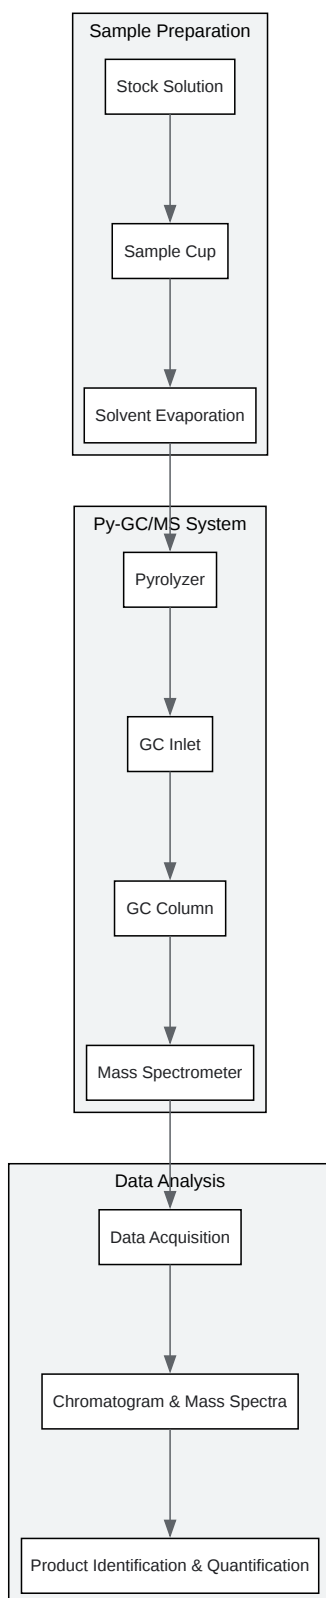 Sample Preparation
Stock Solution
Sample Cup
Solvent Evaporation
Py-GC/MS System
Pyrolyzer
GC Inlet
GC Column
Mass Spectrometer
Data Analysis
Data Acquisition
Chromatogram & Mass Spectra
Product Identification & Quantification